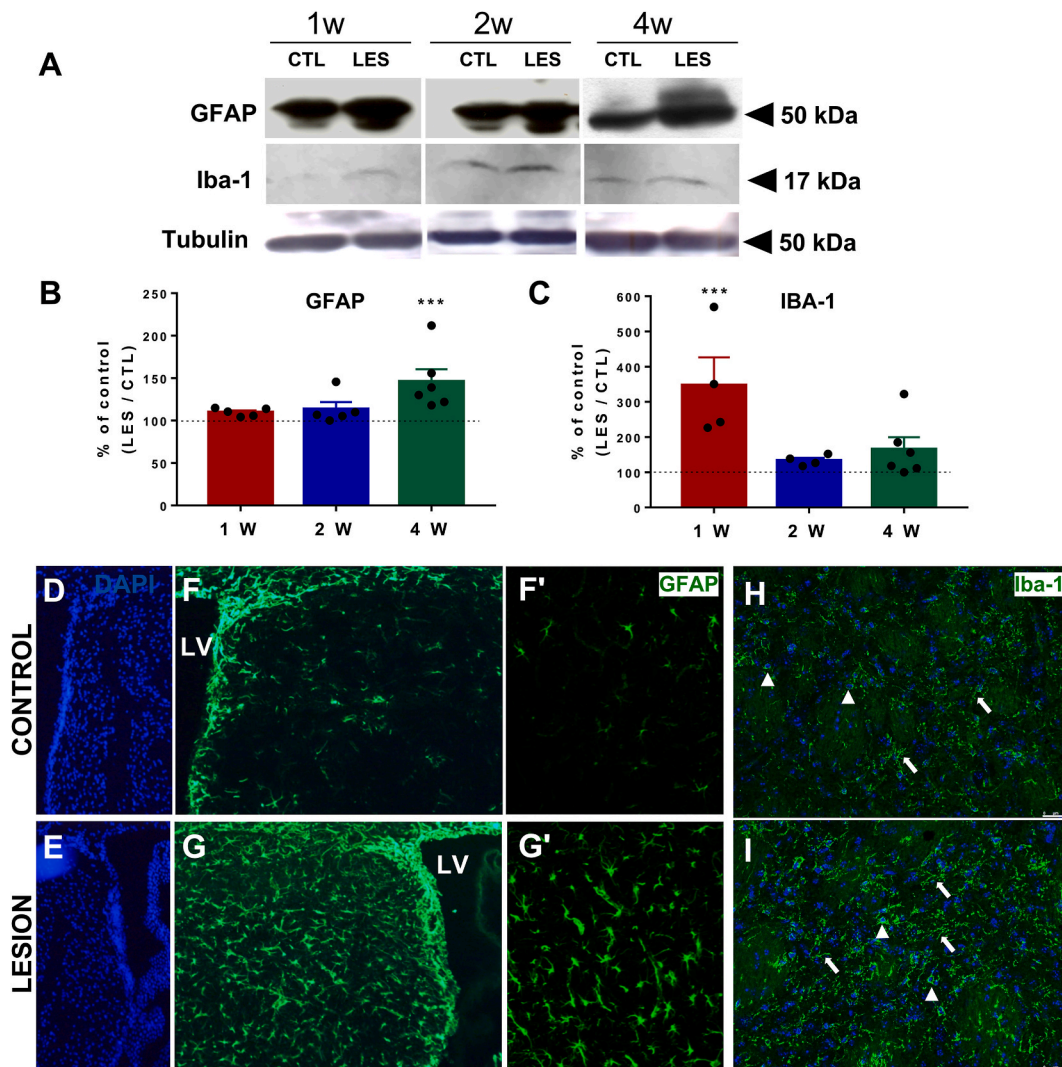 1w 2w 4w
A CTL LES CTL LES CTL LES
GFAP 50 kDa
Iba-1 17 kDa
Tubulin 50 kDa
B GFAP
% of control
(LES / CTL)
250
200
150
100
50
0
***
1 W 2 W 4 W
C IBA-1
% of control
(LES / CTL)
600
500
400
300
200
100
0
***
1 W 2 W 4 W
CONTROL
D DAPI
F LV
F' GFAP
H Iba-1
LESION
E
G LV
G'
I